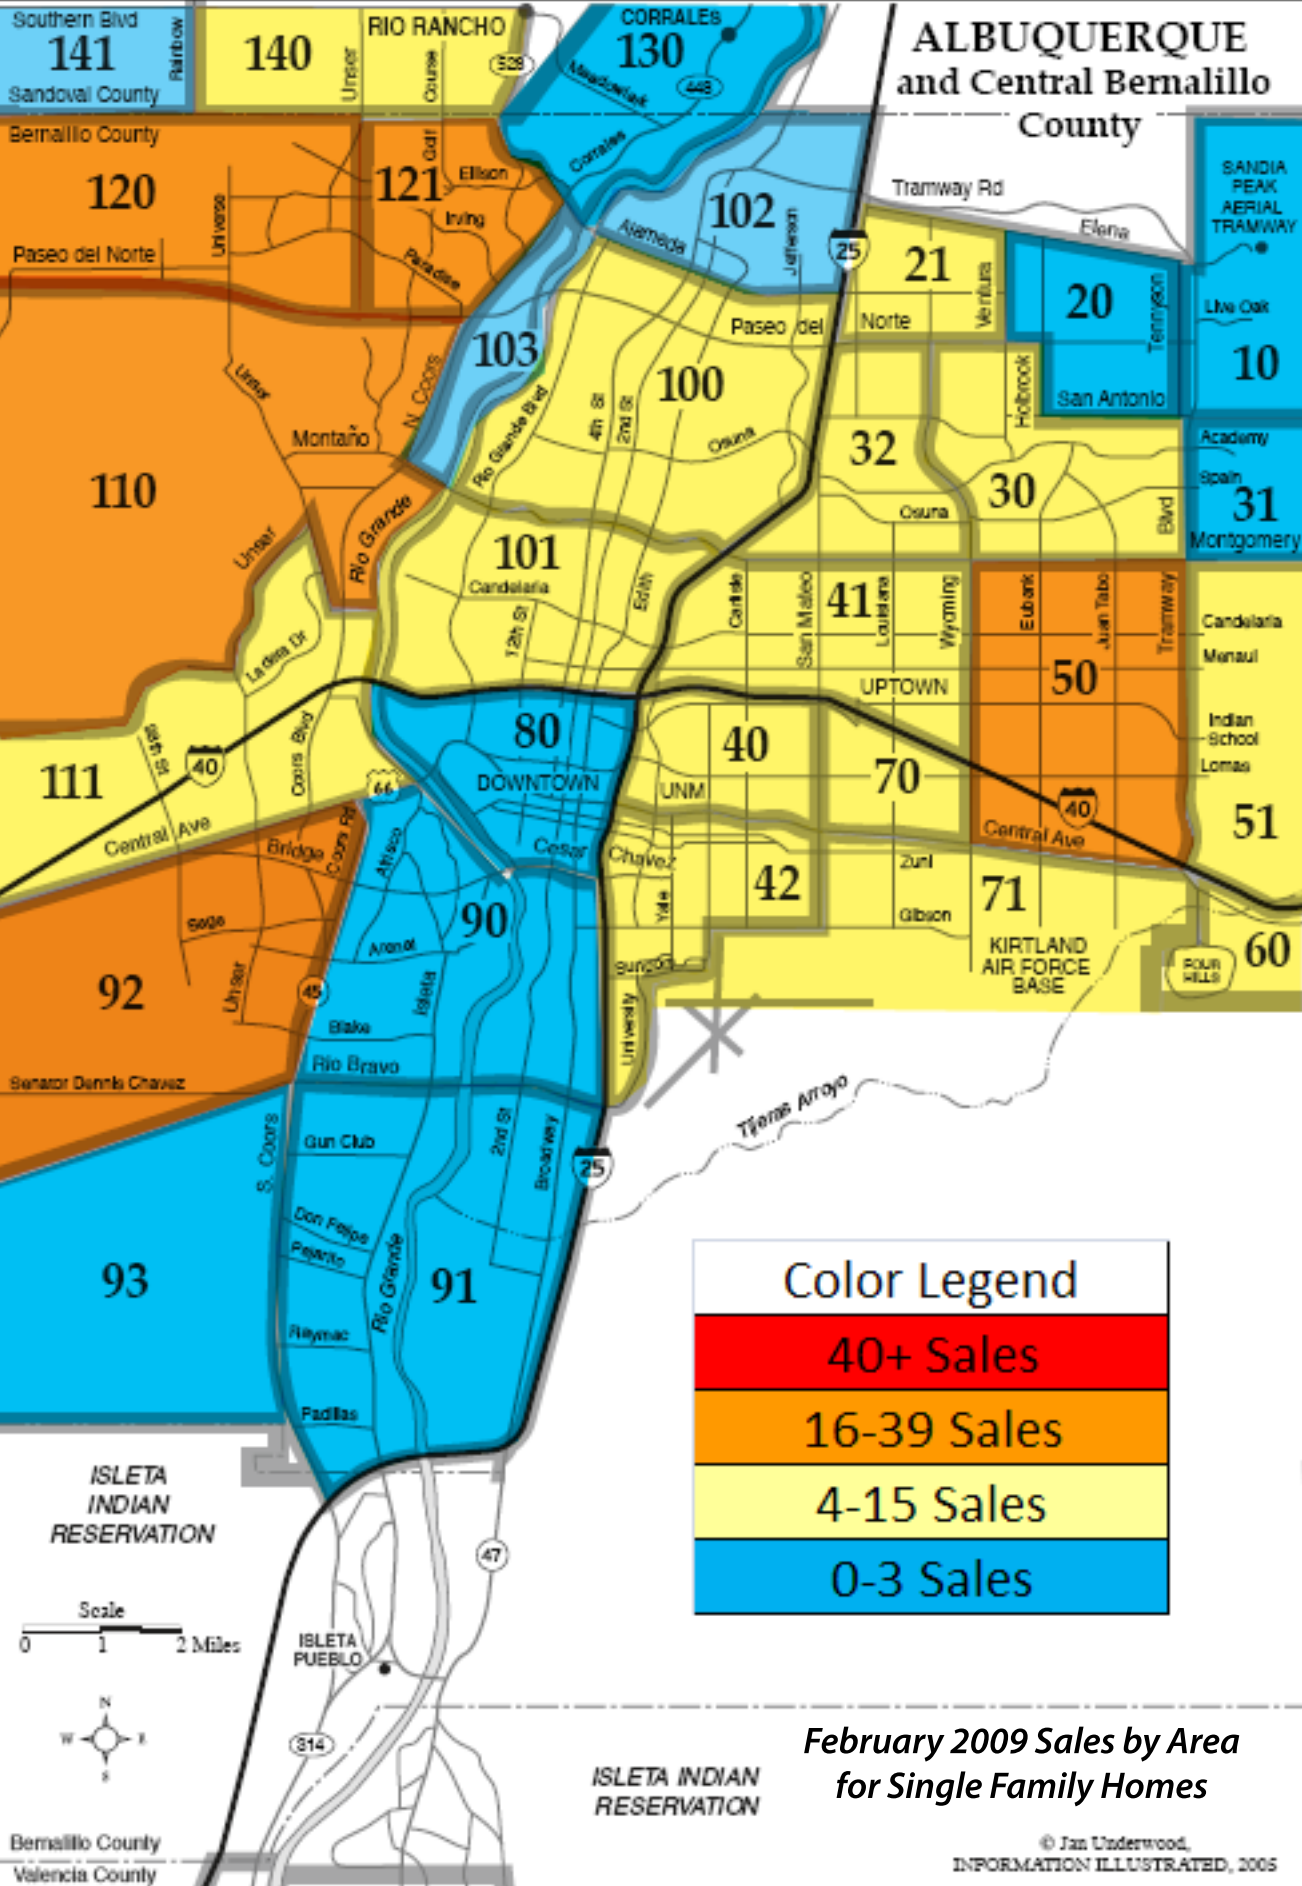 Southern Blvd
141
Rainbow
Sandoval County
140
RIO RANCHO
Unser
Golf Course
528
CORRALES
130
Meadowlark
448
Corrales
ALBUQUERQUE
and Central Bernalillo
County
Bernalillo County
120
121
Ellison
Irving
Universe
Paseo del Norte
Paradise
102
Alameda
Jefferson
25
Tramway Rd
Elena
SANDIA
PEAK
AERIAL
TRAMWAY
21
Ventura
20
Tennyson
Live Oak
10
103
Paseo del Norte
100
N. Coors
Unser
Montaño
Rio Grande Blvd
4th St
2nd St
Osuna
Holbrook
San Antonio
Academy
32
30
Spain
31
Blvd
Montgomery
Osuna
110
Unser
Rio Grande
101
Candelaria
12th St
Edith
Carlisle
San Mateo
41
Louisiana
Wyoming
Eubank
Juan Tabo
Tramway
Candelaria
Menaul
50
UPTOWN
Ladera Dr
98th St
Coors Blvd
40
111
66
80
DOWNTOWN
40
UNM
70
Indian
School
Lomas
51
40
Central Ave
Central Ave
Bridge
Coors Rd
Atrisco
Cesar Chavez
Zuni
42
Yale
Gibson
71
90
Sage
Arenal
Unser
45
Isleta
92
Sunport
University
KIRTLAND
AIR FORCE
BASE
FOUR
HILLS
60
Blake
Rio Bravo
Senator Dennis Chavez
Tijeras Arroyo
S. Coors
Gun Club
2nd St
Broadway
25
Don Felipe
Pajarito
Rio Grande
93
91
Raymac
Padillas
Color Legend
40+ Sales
16-39 Sales
4-15 Sales
0-3 Sales
ISLETA
INDIAN
RESERVATION
47
Scale
0 1 2 Miles
ISLETA
PUEBLO
N
W E
S
314
February 2009 Sales by Area
for Single Family Homes
ISLETA INDIAN
RESERVATION
Bernalillo County
Valencia County
© Jan Underwood,
INFORMATION ILLUSTRATED, 2005